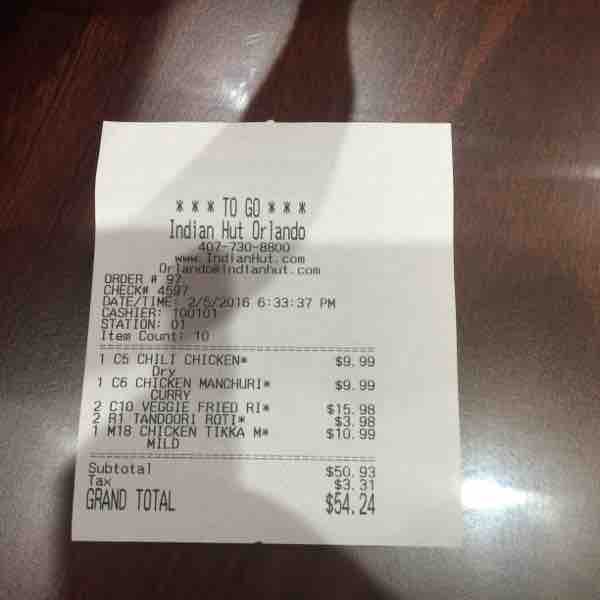 * * * TO GO * * *
Indian Hut Orlando
407-730-8800
www.IndianHut.com
Orlando@indianhut.com
ORDER # 97
CHECK# 4597
DATE/TIME: 2/5/2016 6:33:37 PM
CASHIER: 100101
STATION: 01
Item Count: 10
1 C5 CHILI CHICKEN* $9.99
Dry
1 C6 CHICKEN MANCHURI* $9.99
CURRY
2 C10 VEGGIE FRIED RI* $15.98
2 R1 TANDOORI ROTI* $3.98
1 M18 CHICKEN TIKKA M* $10.99
MILD
Subtotal $50.93
Tax $3.31
GRAND TOTAL $54.24